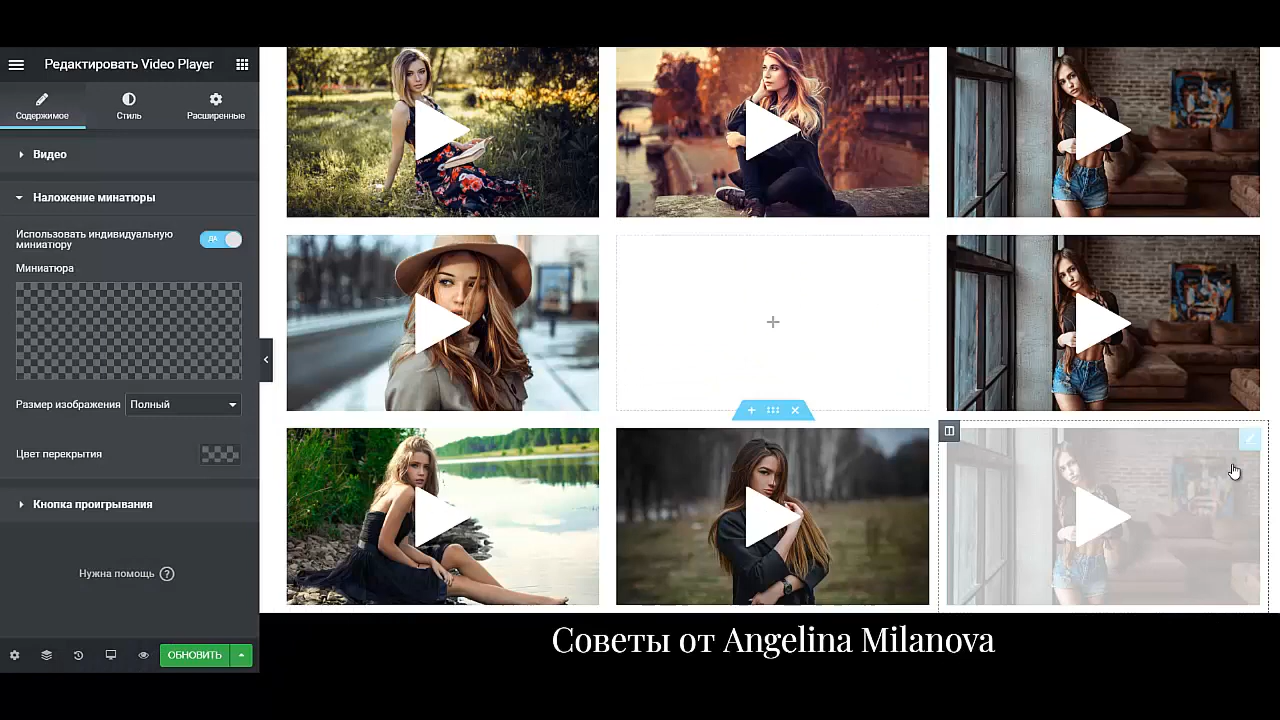 Редактировать Video Player
Содержимое
Стиль
Расширенные
Видео
Наложение минатюры
Использовать индивидуальную
миниатюру
ДА
Миниатюра
Размер изображения
Полный
Цвет перекрытия
Кнопка проигрывания
Нужна помощь ?
ОБНОВИТЬ
Советы от Angelina Milanova